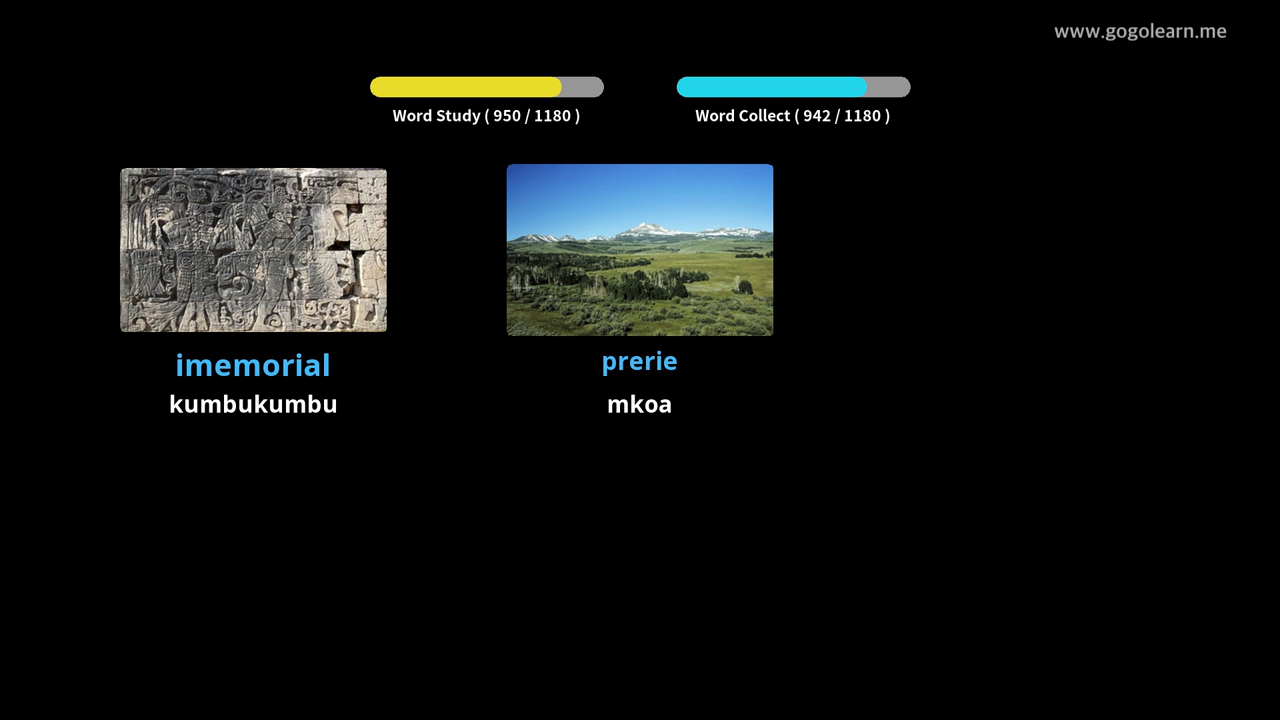 www.gogolearn.me
Word Study ( 950 / 1180 )
Word Collect ( 942 / 1180 )
imemorial
kumbukumbu
prerie
mkoa